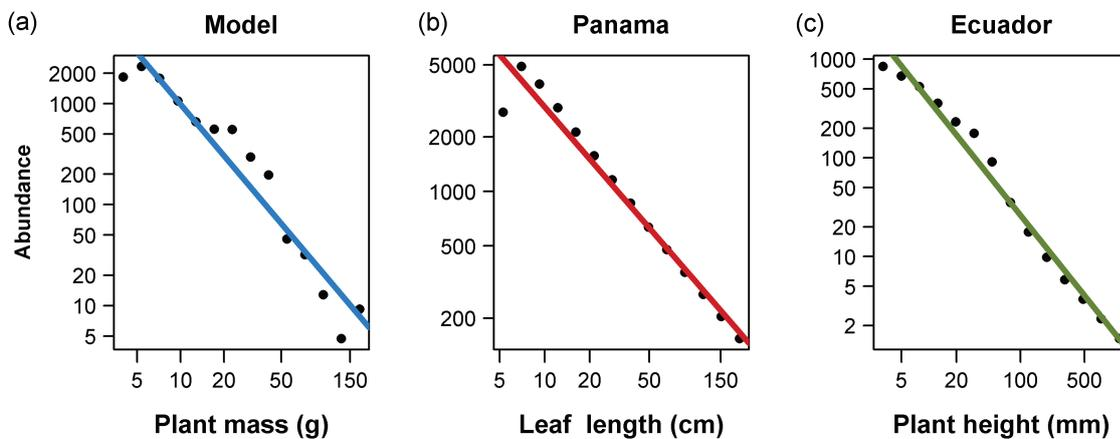 (a) Model
Abundance
2000
1000
500
200
100
50
20
10
5
5 10 20 50 150
Plant mass (g)
(b) Panama
5000
2000
1000
500
200
5 10 20 50 150
Leaf length (cm)
(c) Ecuador
1000
500
200
100
50
20
10
5
2
5 20 100 500
Plant height (mm)